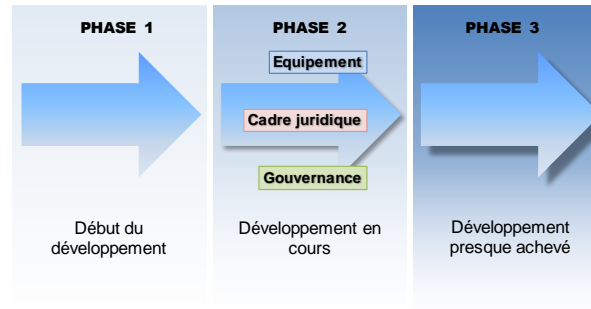 PHASE 1
Début du
développement
PHASE 2
Equipement
Cadre juridique
Gouvernance
Développement en
cours
PHASE 3
Développement
presque achevé